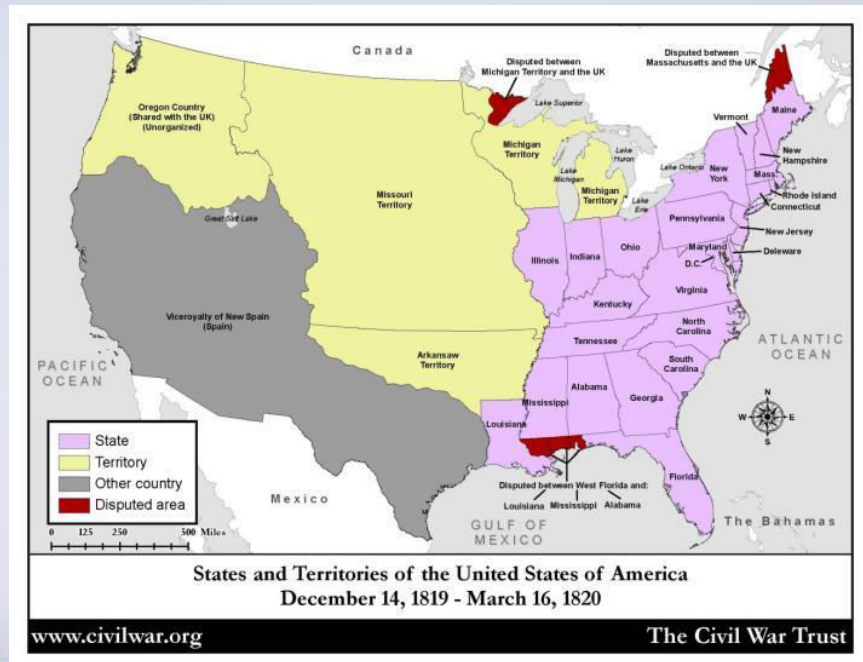 Canada
Disputed between
Michigan Territory and the UK
Disputed between
Massachusetts and the UK
Oregon Country
(Shared with the UK)
(Unorganized)
Lake Superior
Maine
Vermont
Michigan
Territory
Lake
Huron
Lake Ontario
New
Hampshire
New
York
Mass.
Missouri
Territory
Lake
Michigan
Michigan
Territory
Rhode Island
Connecticut
Lake
Erie
Great Salt Lake
Pennsylvania
New Jersey
Illinois
Indiana
Ohio
Maryland
Deleware
D.C.
Virginia
Viceroyalty of New Spain
(Spain)
Kentucky
North
Carolina
Tennessee
ATLANTIC
OCEAN
PACIFIC
OCEAN
Arkansaw
Territory
South
Carolina
Mississippi
Alabama
Georgia
N
W
E
S
Louisiana
State
Territory
Other country
Disputed area
Florida
Disputed between West Florida and:
Louisiana
Mississippi
Alabama
Mexico
GULF OF
MEXICO
The Bahamas
0 125 250 500 Miles
States and Territories of the United States of America
December 14, 1819 - March 16, 1820
www.civilwar.org
The Civil War Trust